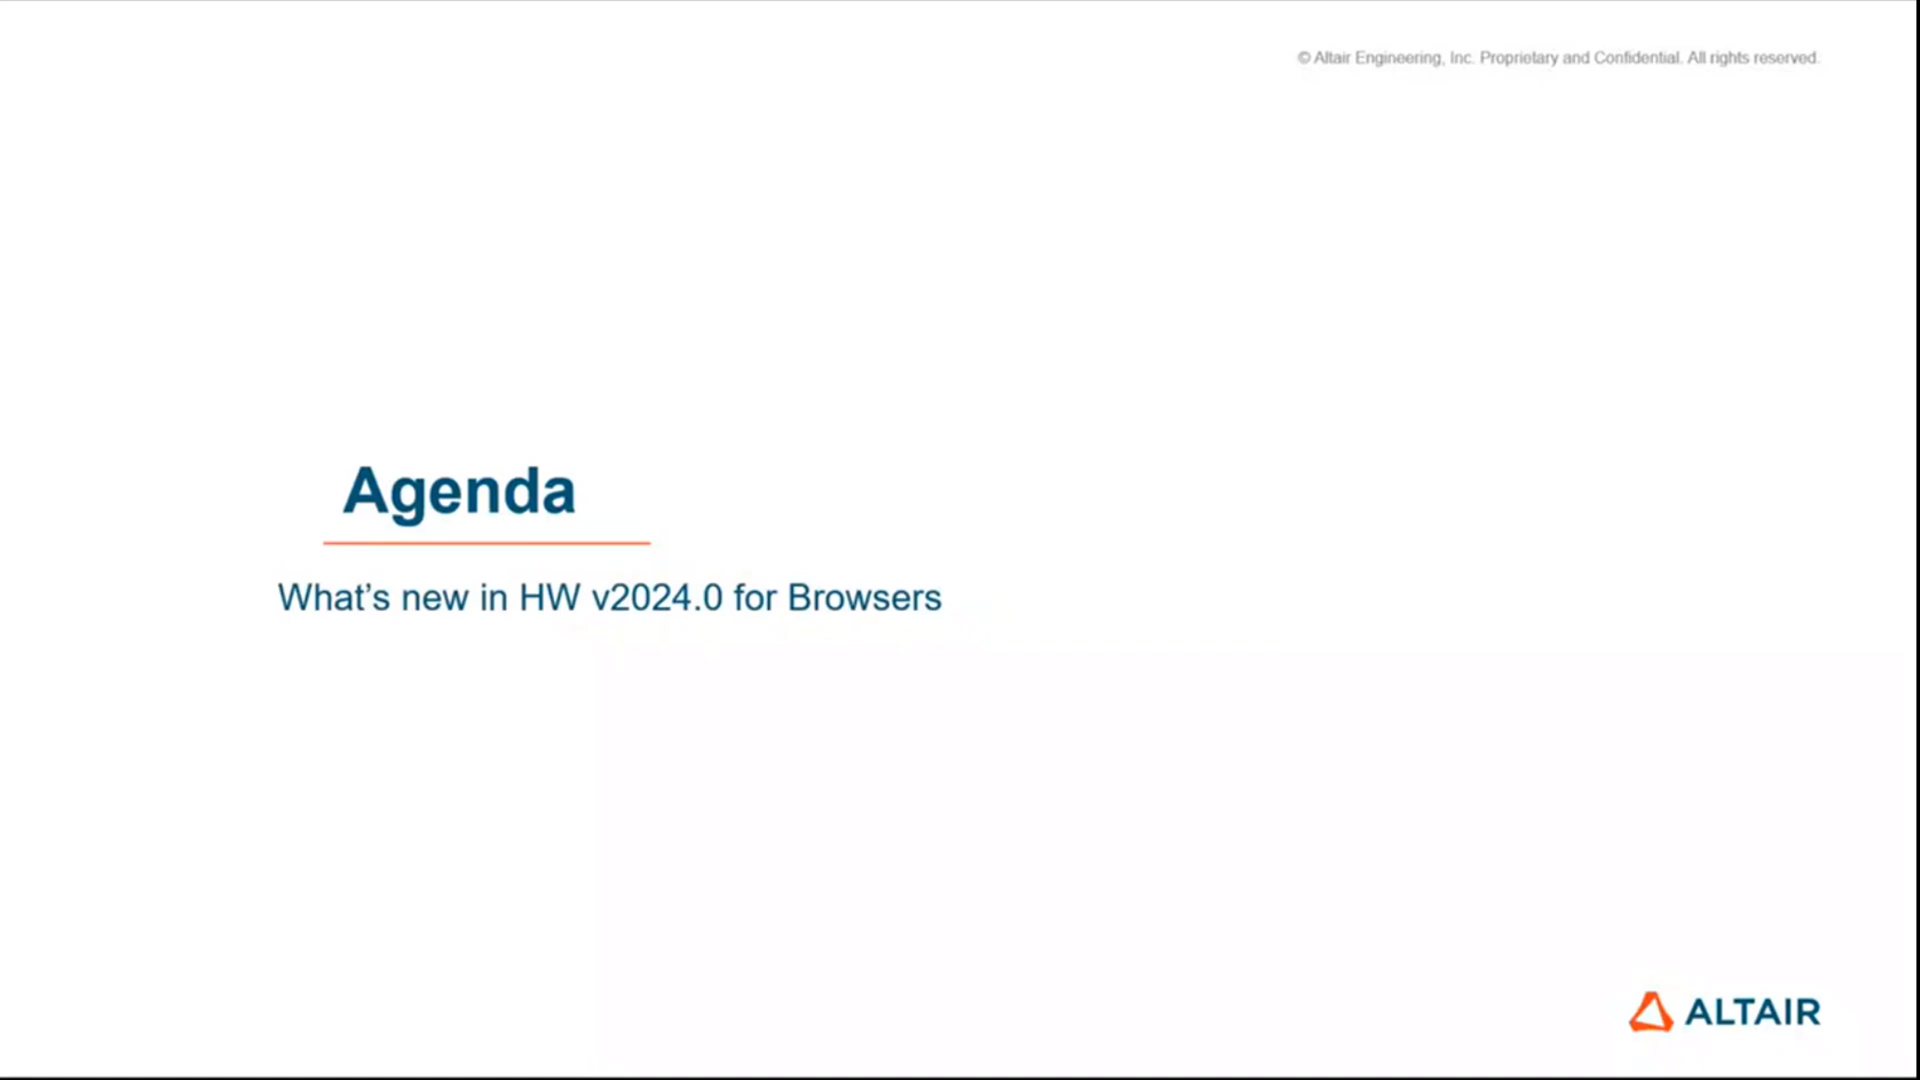 © Altair Engineering, Inc. Proprietary and Confidential. All rights reserved.
Agenda
What’s new in HW v2024.0 for Browsers
ALTAIR